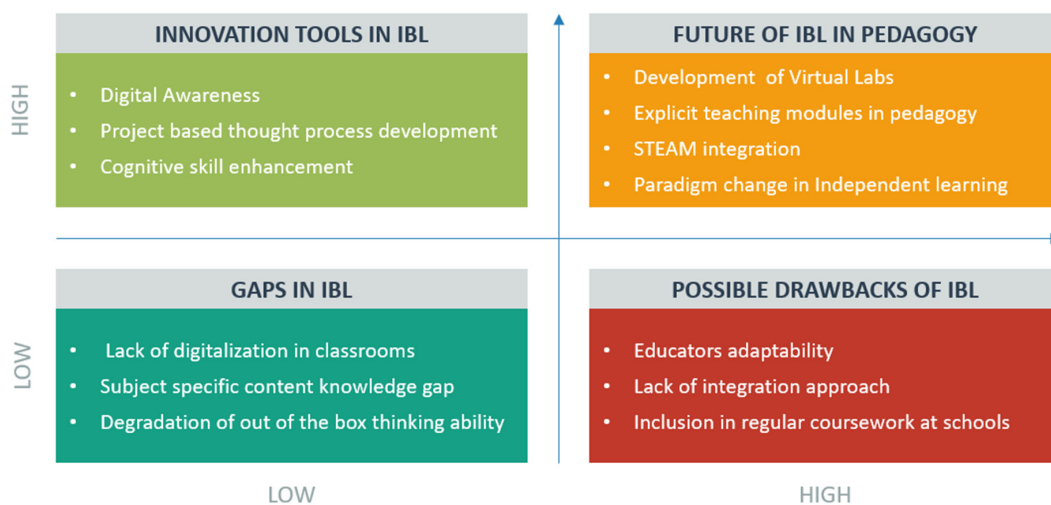 INNOVATION TOOLS IN IBL
• Digital Awareness
• Project based thought process development
• Cognitive skill enhancement
FUTURE OF IBL IN PEDAGOGY
• Development of Virtual Labs
• Explicit teaching modules in pedagogy
• STEAM integration
• Paradigm change in Independent learning
HIGH
GAPS IN IBL
• Lack of digitalization in classrooms
• Subject specific content knowledge gap
• Degradation of out of the box thinking ability
POSSIBLE DRAWBACKS OF IBL
• Educators adaptability
• Lack of integration approach
• Inclusion in regular coursework at schools
LOW
LOW
HIGH